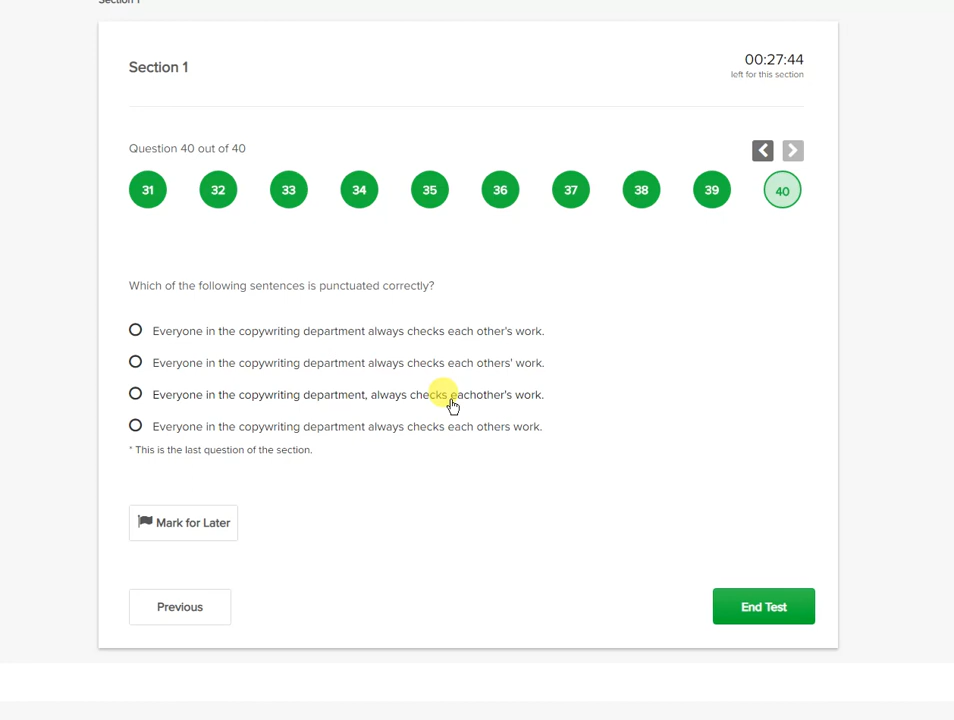 Section 1
Section 1
00:27:44
left for this section
Question 40 out of 40
31 32 33 34 35 36 37 38 39 40
Which of the following sentences is punctuated correctly?
Everyone in the copywriting department always checks each other's work.
Everyone in the copywriting department always checks each others' work.
Everyone in the copywriting department, always checks eachother's work.
Everyone in the copywriting department always checks each others work.
* This is the last question of the section.
Mark for Later
Previous
End Test